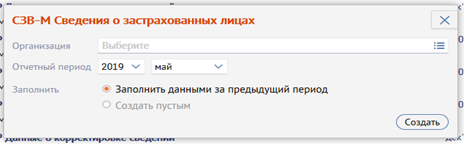 СЗВ-М Сведения о застрахованных лицах
Организация Выберите
Отчетный период 2019 май
Заполнить Заполнить данными за предыдущий период
Создать пустым
Создать
Данные о корректировке сведений